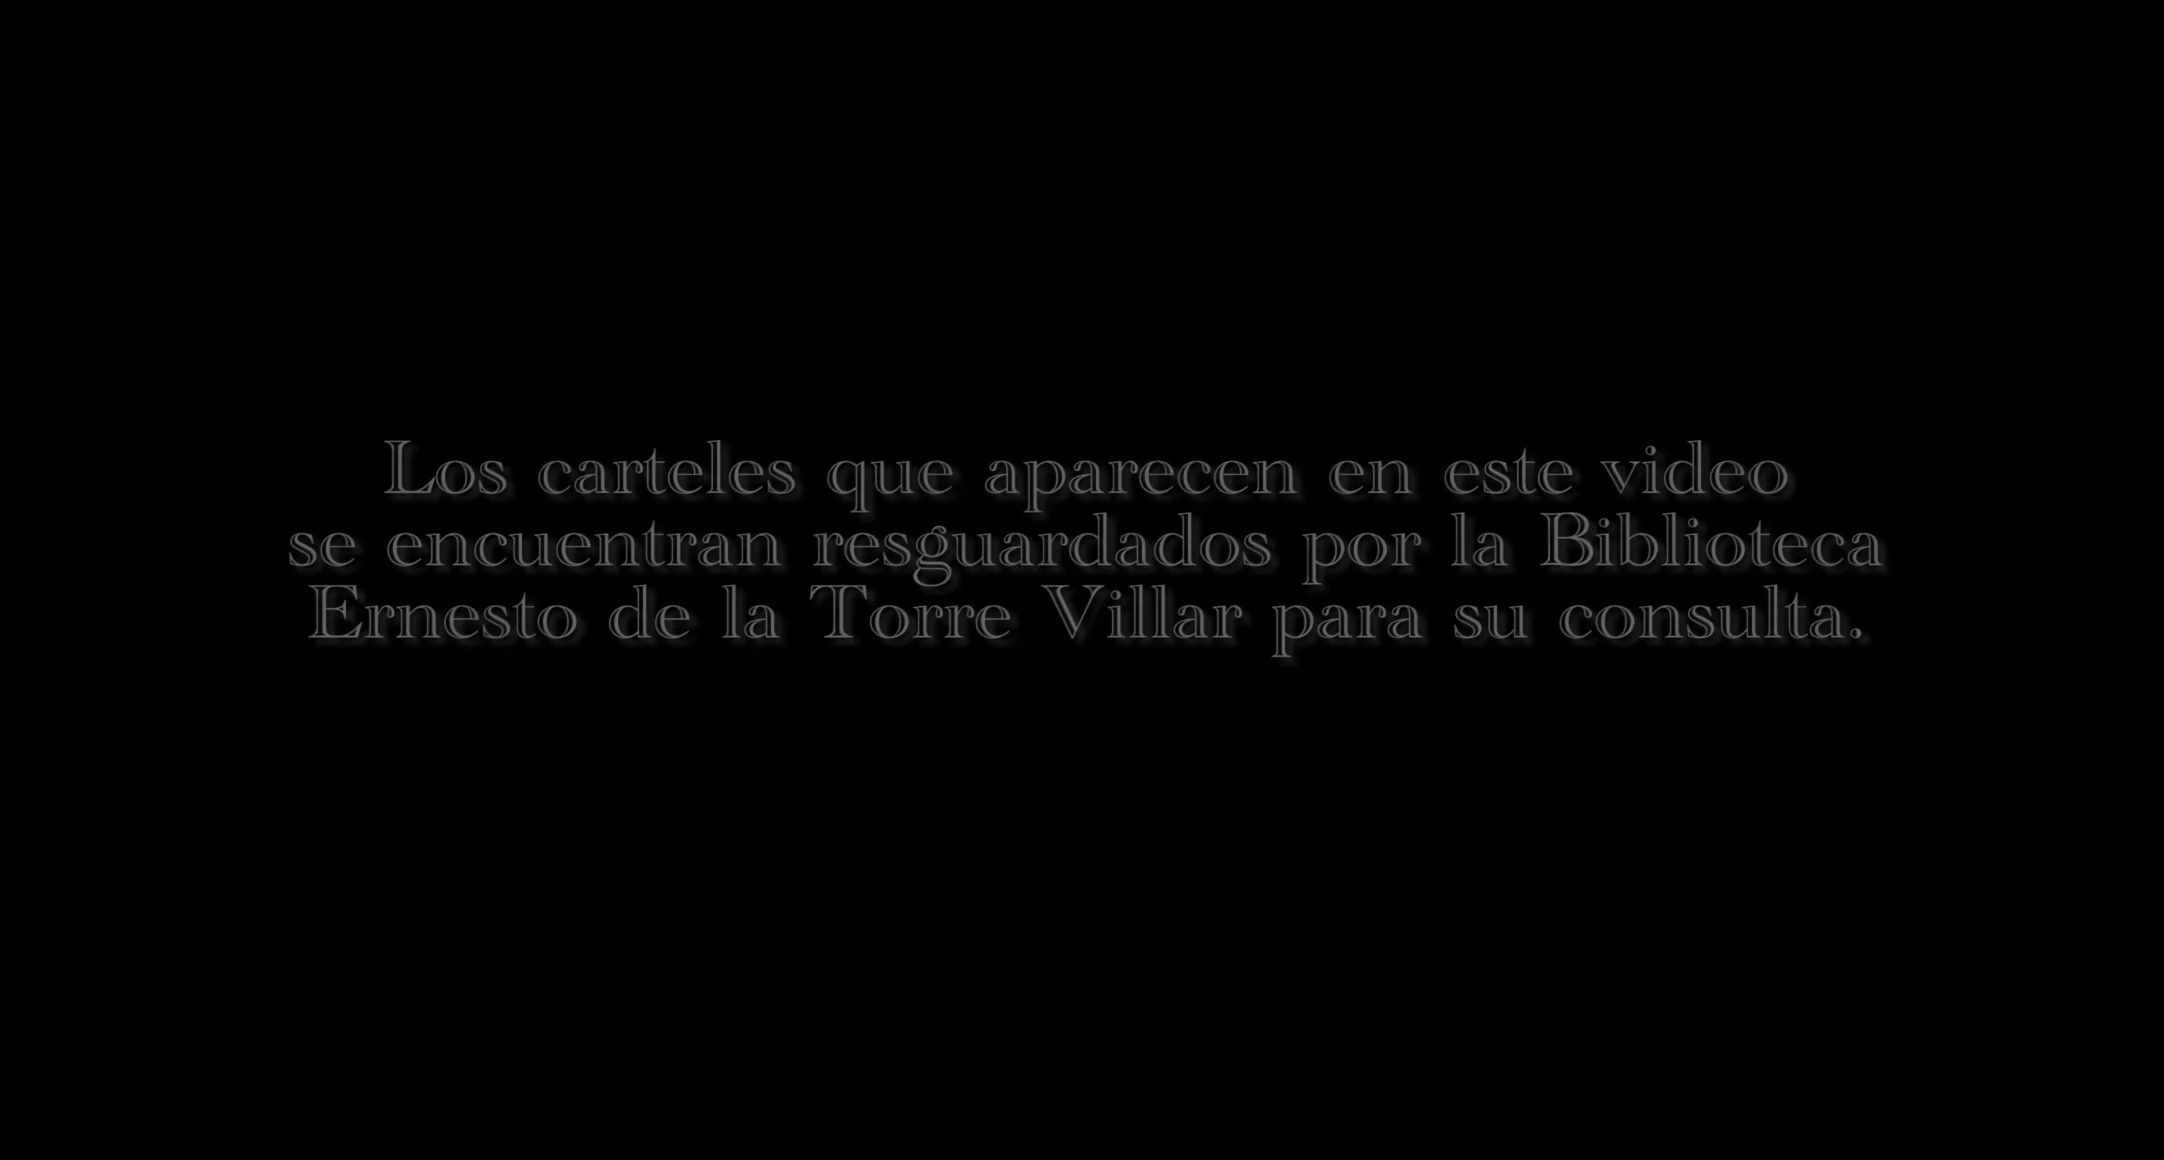 Los carteles que aparecen en este video
se encuentran resguardados por la Biblioteca
Ernesto de la Torre Villar para su consulta.